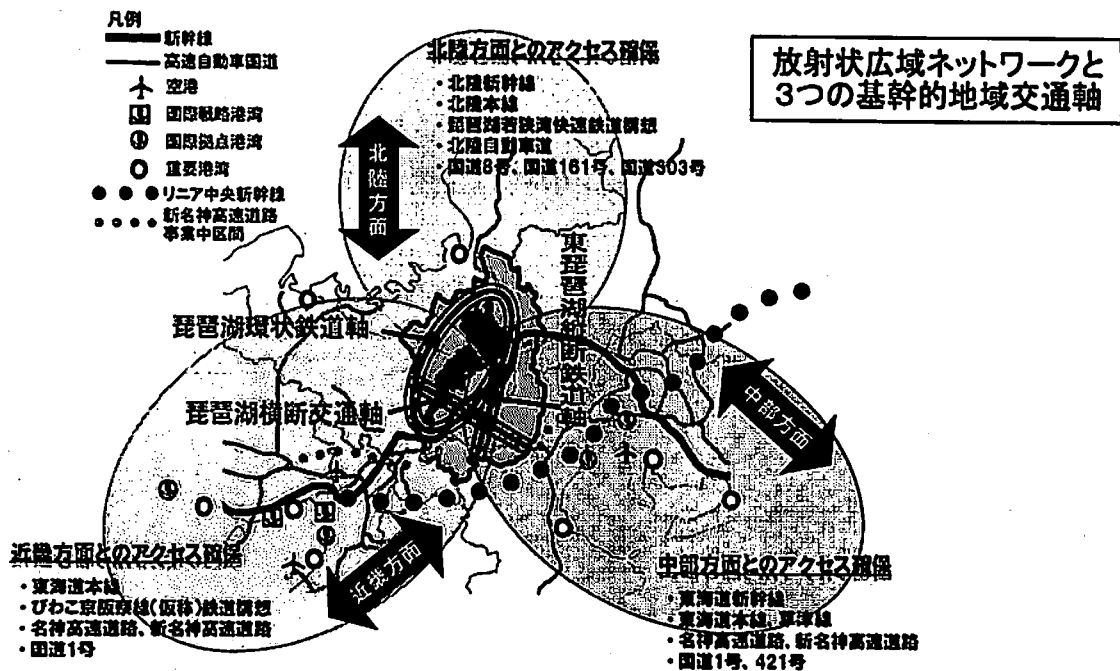 凡例
新幹線
高速自動車国道
空港
国際戦略港湾
国際拠点港湾
重要港湾
リニア中央新幹線
新名神高速道路
事業中区間
放射状広域ネットワークと
3つの基幹的地域交通軸
北陸方面とのアクセス確保
・北陸新幹線
・北陸本線
・琵琶湖若狭湾快速鉄道構想
・北陸自動車道
・国道8号、国道161号、国道303号
北陸方面
東琵琶湖縦断鉄道軸
琵琶湖環状鉄道軸
琵琶湖横断交通軸
中部方面
近畿方面
近畿方面とのアクセス確保
・東海道本線
・びわこ京阪奈線(仮称)鉄道構想
・名神高速道路、新名神高速道路
・国道1号
中部方面とのアクセス確保
・東海道新幹線
・東海道本線、草津線
・名神高速道路、新名神高速道路
・国道1号、421号